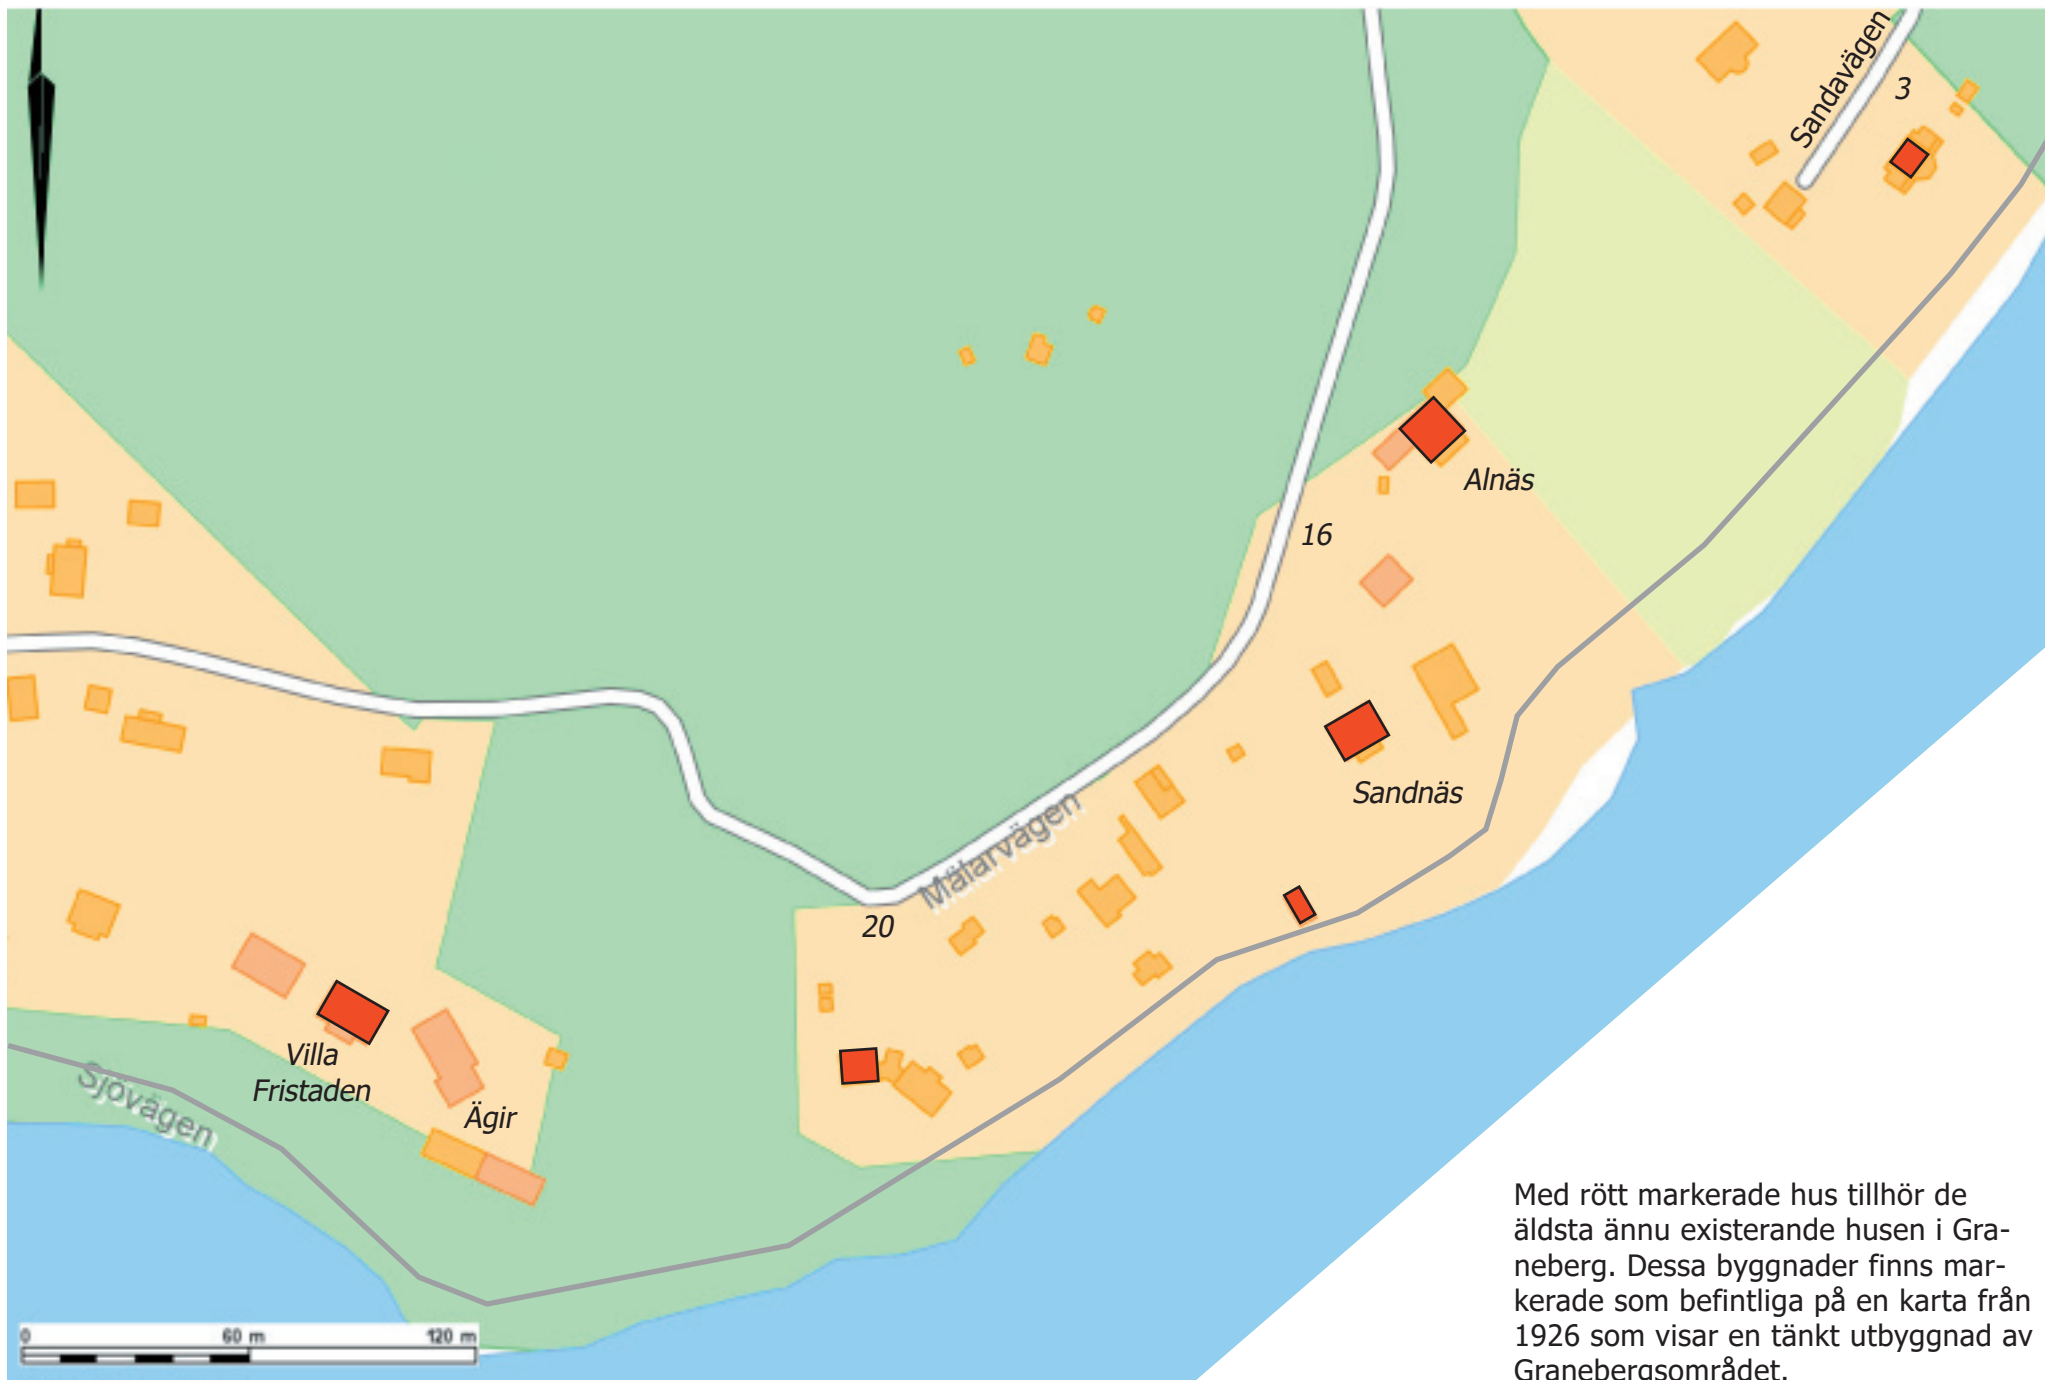 Sandavägen
3
Alnäs
16
Sandnäs
Mälarvägen
20
Villa
Fristaden
Ägir
Sjövägen
0 60 m 120 m
Med rött markerade hus tillhör de
äldsta ännu existerande husen i Gra-
neberg. Dessa byggnader finns mar-
kerade som befintliga på en karta från
1926 som visar en tänkt utbyggnad av
Granebergsområdet.